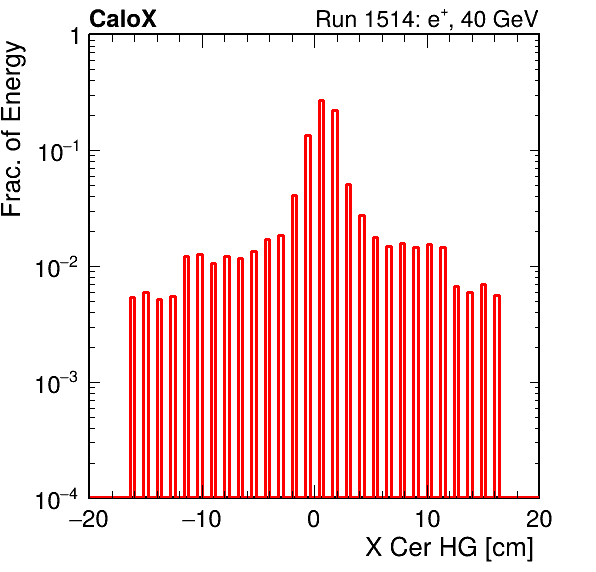 CaloX Run 1514: e⁺, 40 GeV
Frac. of Energy
1
10⁻¹
10⁻²
10⁻³
10⁻⁴
−20 −10 0 10 20
X Cer HG [cm]